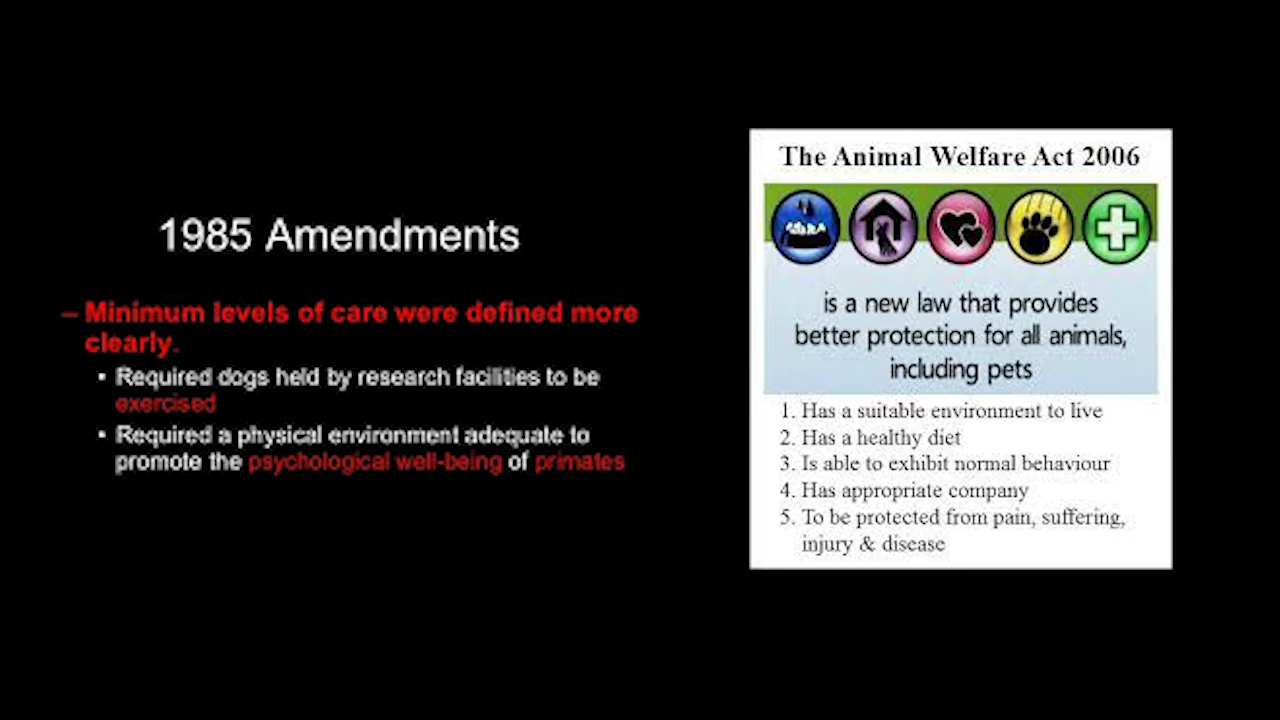 1985 Amendments
– Minimum levels of care were defined more
clearly.
▪ Required dogs held by research facilities to be
exercised
▪ Required a physical environment adequate to
promote the psychological well-being of primates
The Animal Welfare Act 2006
is a new law that provides
better protection for all animals,
including pets
1. Has a suitable environment to live
2. Has a healthy diet
3. Is able to exhibit normal behaviour
4. Has appropriate company
5. To be protected from pain, suffering,
injury & disease